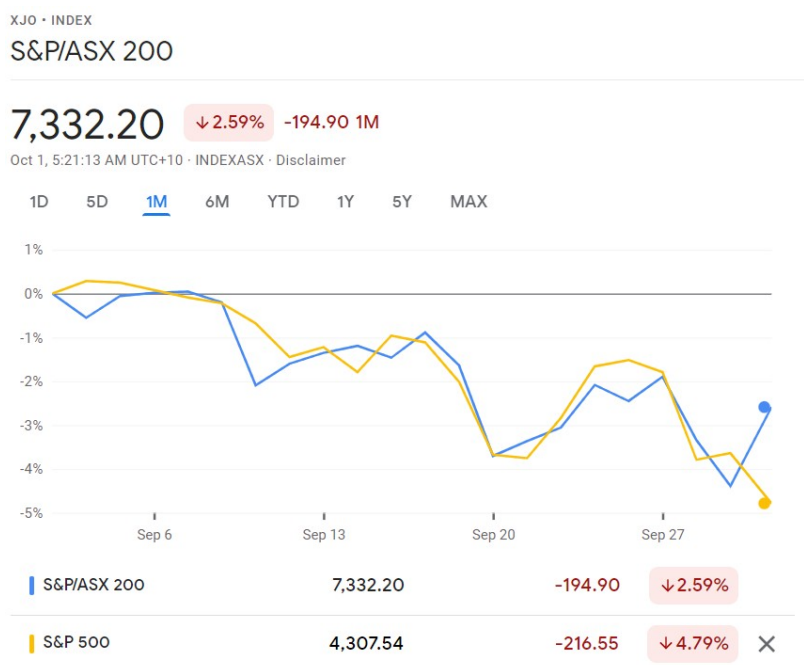 XJO • INDEX
S&P/ASX 200
7,332.20 ↓2.59% -194.90 1M
Oct 1, 5:21:13 AM UTC+10 · INDEXASX · Disclaimer
1D 5D 1M 6M YTD 1Y 5Y MAX
1%
0%
-1%
-2%
-3%
-4%
-5%
Sep 6 Sep 13 Sep 20 Sep 27
S&P/ASX 200 7,332.20 -194.90 ↓2.59%
S&P 500 4,307.54 -216.55 ↓4.79%